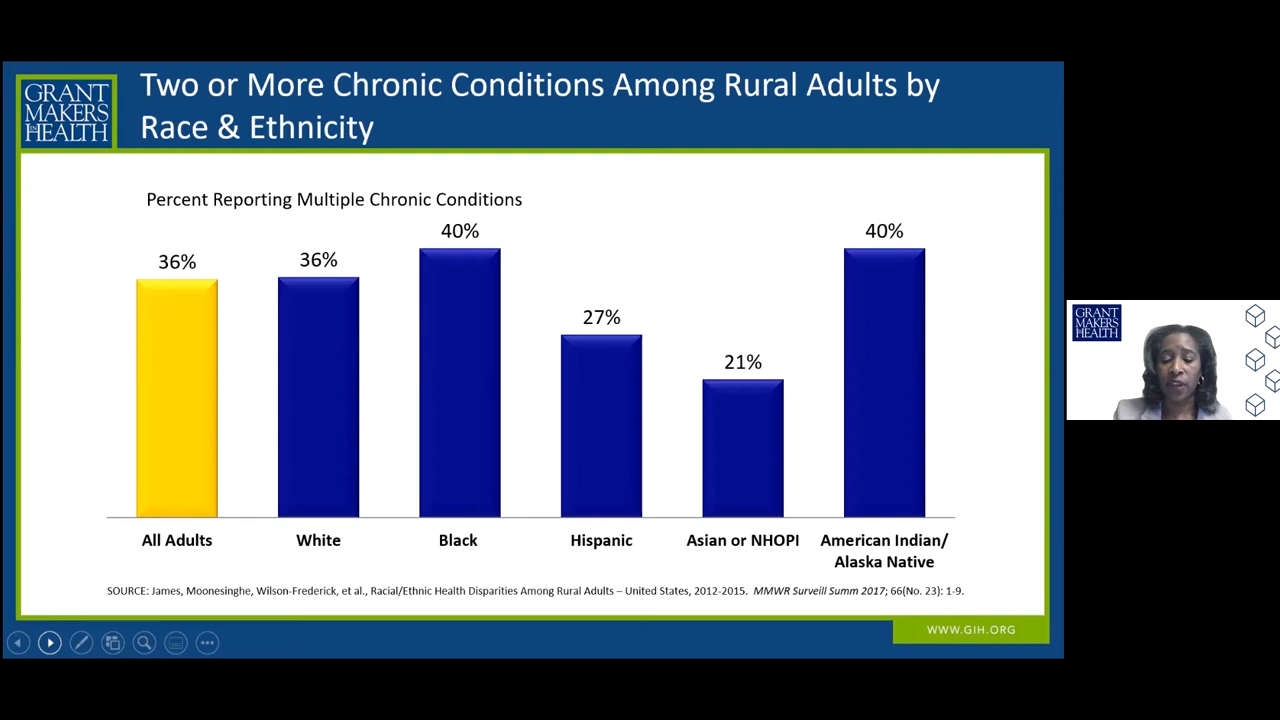 GRANT
MAKERS
IN HEALTH
Two or More Chronic Conditions Among Rural Adults by
Race & Ethnicity
Percent Reporting Multiple Chronic Conditions
36%
36%
40%
27%
21%
40%
All Adults
White
Black
Hispanic
Asian or NHOPI
American Indian/
Alaska Native
SOURCE: James, Moonesinghe, Wilson-Frederick, et al., Racial/Ethnic Health Disparities Among Rural Adults – United States, 2012-2015. MMWR Surveill Summ 2017; 66(No. 23): 1-9.
WWW.GIH.ORG
GRANT
MAKERS
IN HEALTH